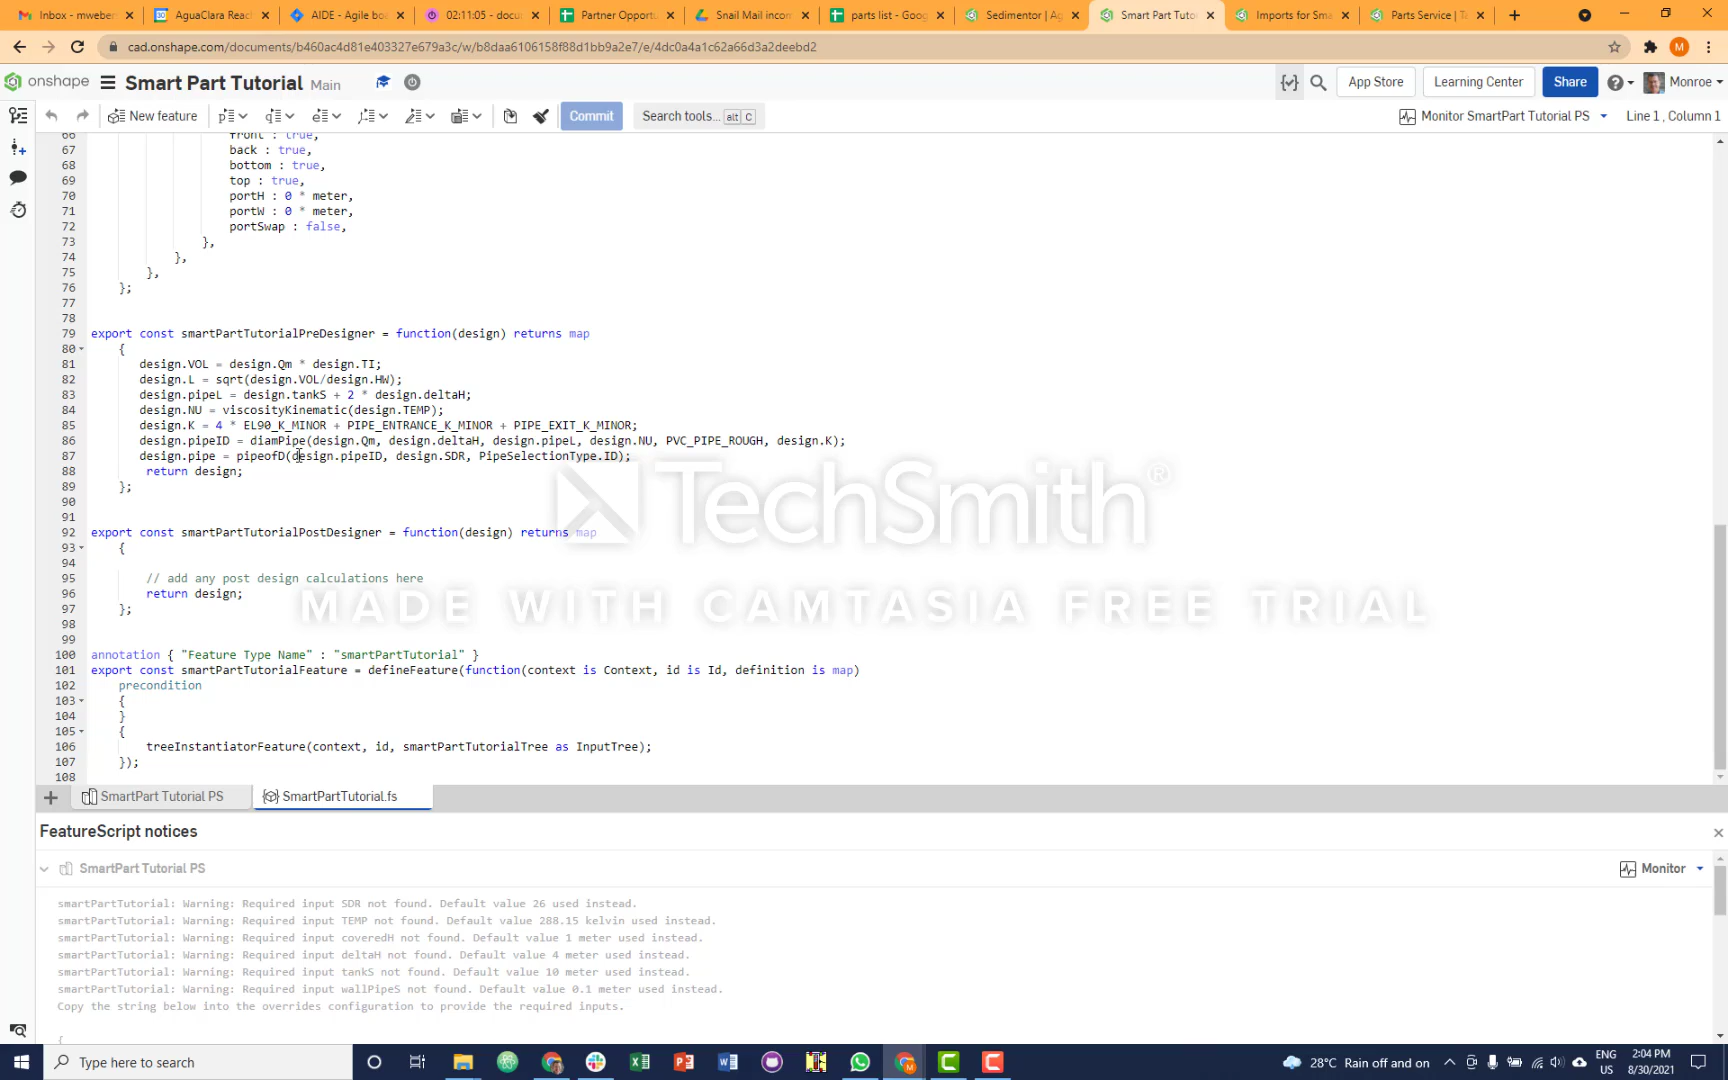 Inbox - mweber
AguaClara Reac
AIDE - Agile bo
02:11:05 - docu
Partner Opportu
Snail Mail incom
parts list - Goog
Sedimentor | Aq
Smart Part Tuto
Imports for Sma
Parts Service | Ta
cad.onshape.com/documents/b460ac4d81e403327e679a3c/w/b8daa6106158f88d1bb9a2e7/e/4dc0a4a1c62a66d3a2deebd2
onshape Smart Part Tutorial Main
App Store Learning Center Share Monroe
New feature Commit Search tools... alt C Monitor SmartPart Tutorial PS Line 1 , Column 1
66 front : true,
67 back : true,
68 bottom : true,
69 top : true,
70 portH : 0 * meter,
71 portW : 0 * meter,
72 portSwap : false,
73 },
74 },
75 },
76 };
77
78
79 export const smartPartTutorialPreDesigner = function(design) returns map
80 {
81 design.VOL = design.Qm * design.TI;
82 design.L = sqrt(design.VOL/design.HW);
83 design.pipeL = design.tankS + 2 * design.deltaH;
84 design.NU = viscosityKinematic(design.TEMP);
85 design.K = 4 * EL90_K_MINOR + PIPE_ENTRANCE_K_MINOR + PIPE_EXIT_K_MINOR;
86 design.pipeID = diamPipe(design.Qm, design.deltaH, design.pipeL, design.NU, PVC_PIPE_ROUGH, design.K);
87 design.pipe = pipeofD(design.pipeID, design.SDR, PipeSelectionType.ID);
88 return design;
89 };
90
91
92 export const smartPartTutorialPostDesigner = function(design) returns map
93 {
94
95 // add any post design calculations here
96 return design;
97 };
98
99
100 annotation { "Feature Type Name" : "smartPartTutorial" }
101 export const smartPartTutorialFeature = defineFeature(function(context is Context, id is Id, definition is map)
102 precondition
103 {
104 }
105 {
106 treeInstantiatorFeature(context, id, smartPartTutorialTree as InputTree);
107 });
108
TechSmith®
MADE WITH CAMTASIA FREE TRIAL
SmartPart Tutorial PS SmartPartTutorial.fs
FeatureScript notices
SmartPart Tutorial PS Monitor
smartPartTutorial: Warning: Required input SDR not found. Default value 26 used instead.
smartPartTutorial: Warning: Required input TEMP not found. Default value 288.15 kelvin used instead.
smartPartTutorial: Warning: Required input coveredH not found. Default value 1 meter used instead.
smartPartTutorial: Warning: Required input deltaH not found. Default value 4 meter used instead.
smartPartTutorial: Warning: Required input tankS not found. Default value 10 meter used instead.
smartPartTutorial: Warning: Required input wallPipeS not found. Default value 0.1 meter used instead.
Copy the string below into the overrides configuration to provide the required inputs.
{
Type here to search
28°C Rain off and on
ENG
US
2:04 PM
8/30/2021